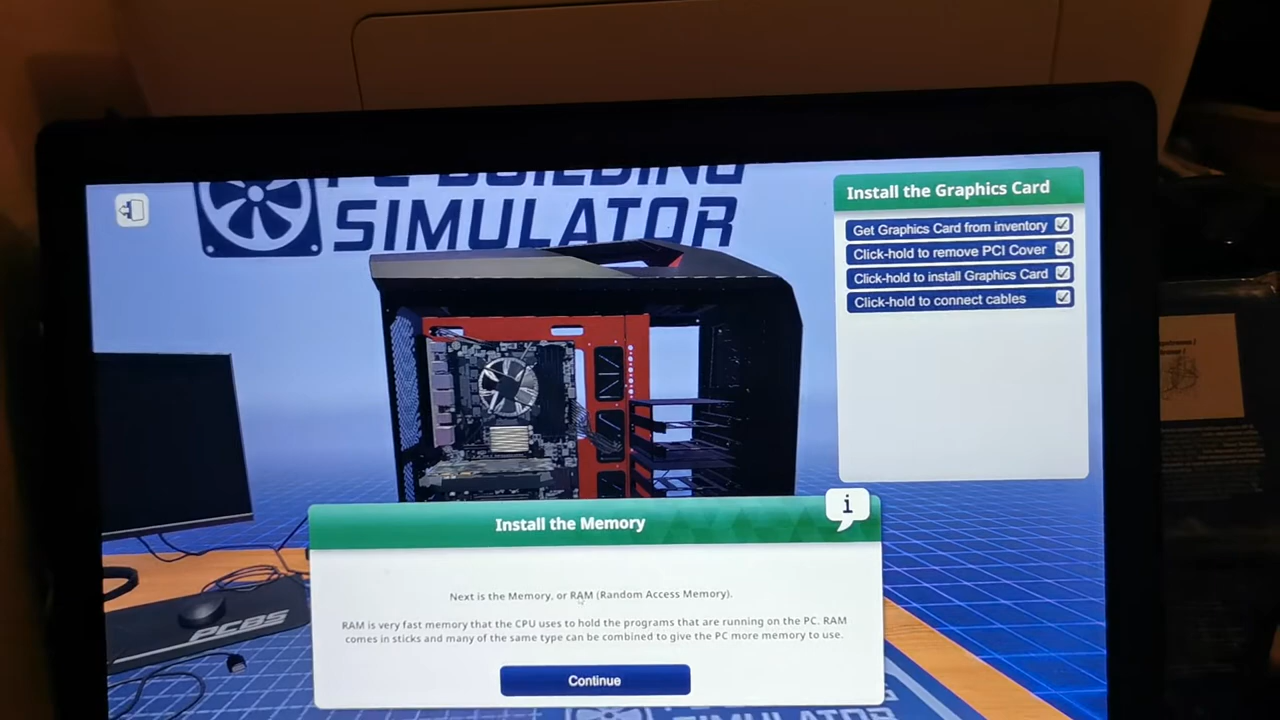 PC BUILDING
SIMULATOR
Install the Graphics Card
Get Graphics Card from inventory
Click-hold to remove PCI Cover
Click-hold to install Graphics Card
Click-hold to connect cables
i
Install the Memory
Next is the Memory, or RAM (Random Access Memory).
RAM is very fast memory that the CPU uses to hold the programs that are running on the PC. RAM
comes in sticks and many of the same type can be combined to give the PC more memory to use.
Continue
PCBS